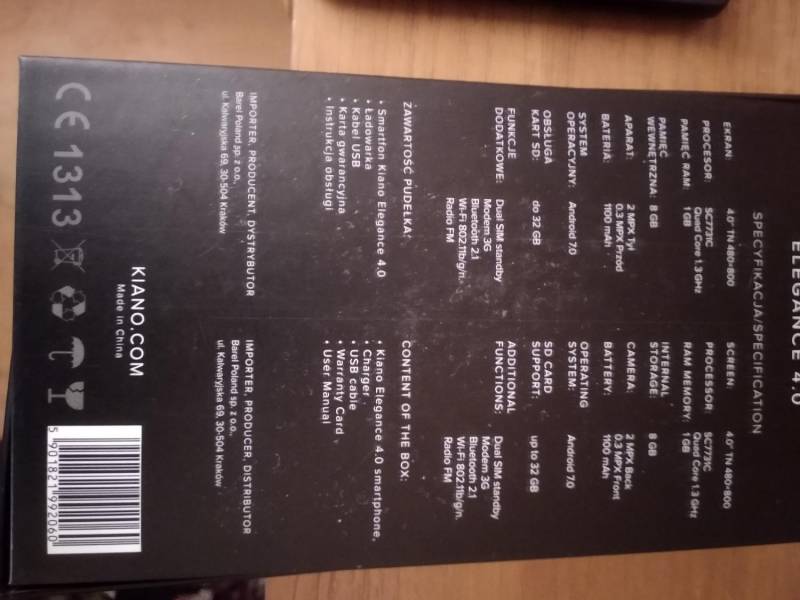 ELEGANCE 4.0
SPECYFIKACJA/SPECIFICATION
EKRAN: 4.0" TN 480×800
PROCESOR: SC7731C
Quad Core 1.3 GHz
PAMIĘĆ RAM: 1 GB
PAMIĘĆ
WEWNĘTRZNA: 8 GB
APARAT: 2 MPX Tył
0.3 MPX Przód
BATERIA: 1100 mAh
SYSTEM
OPERACYJNY: Android 7.0
OBSŁUGA
KART SD: do 32 GB
FUNKCJE
DODATKOWE: Dual SIM standby
Modem 3G
Bluetooth 2.1
Wi-Fi 802.11b/g/n.
Radio FM
SCREEN: 4.0" TN 480×800
PROCESSOR: SC7731C
Quad Core 1.3 GHz
RAM MEMORY: 1 GB
INTERNAL
STORAGE: 8 GB
CAMERA: 2 MPX Back
0.3 MPX Front
BATTERY: 1100 mAh
OPERATING
SYSTEM: Android 7.0
SD CARD
SUPPORT: up to 32 GB
ADDITIONAL
FUNCTIONS: Dual SIM standby
Modem 3G
Bluetooth 2.1
Wi-Fi 802.11b/g/n.
Radio FM
ZAWARTOŚĆ PUDEŁKA:
• Smartfon Kiano Elegance 4.0
• Ładowarka
• Kabel USB
• Karta gwarancyjna
• Instrukcja obsługi
CONTENT OF THE BOX:
• Kiano Elegance 4.0 smartphone,
• Charger
• USB cable
• Warranty Card
• User Manual
IMPORTER, PRODUCENT, DYSTRYBUTOR
Barel Poland sp. z o.o.,
ul. Kalwaryjska 69, 30-504 Kraków
IMPORTER, PRODUCER, DISTRIBUTOR
Barel Poland sp. z o.o.,
ul. Kalwaryjska 69, 30-504 Kraków
KIANO.COM
Made in China
CE 1313
5 901821 992060